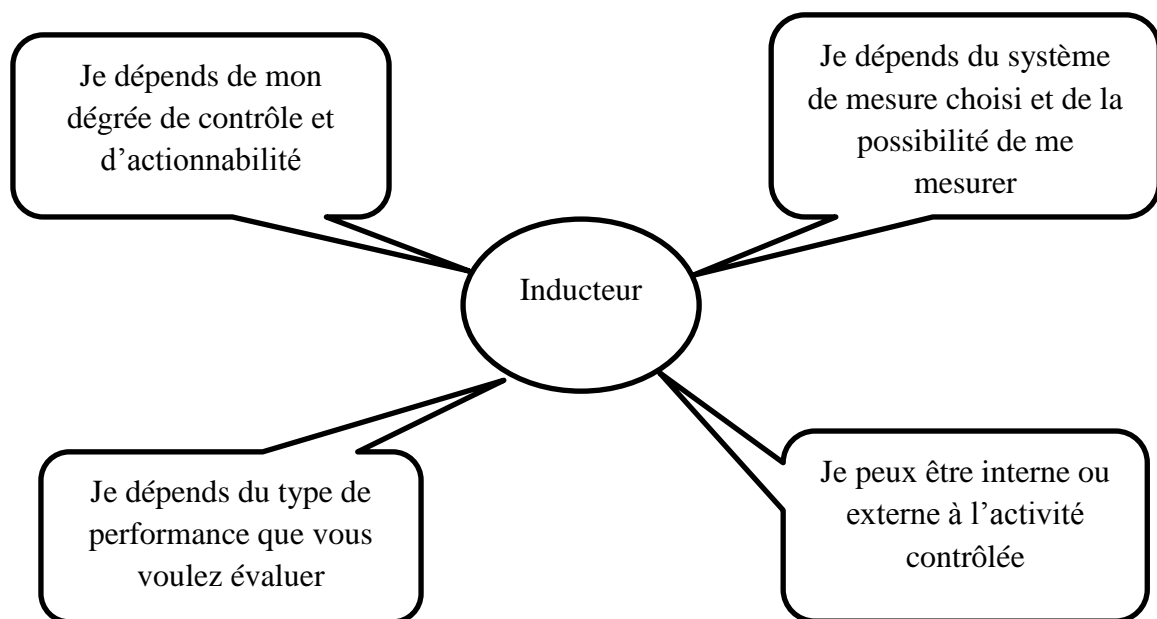 Je dépends de mon
dégrée de contrôle et
d’actionnabilité
Je dépends du système
de mesure choisi et de la
possibilité de me
mesurer
Inducteur
Je dépends du type de
performance que vous
voulez évaluer
Je peux être interne ou
externe à l’activité
contrôlée